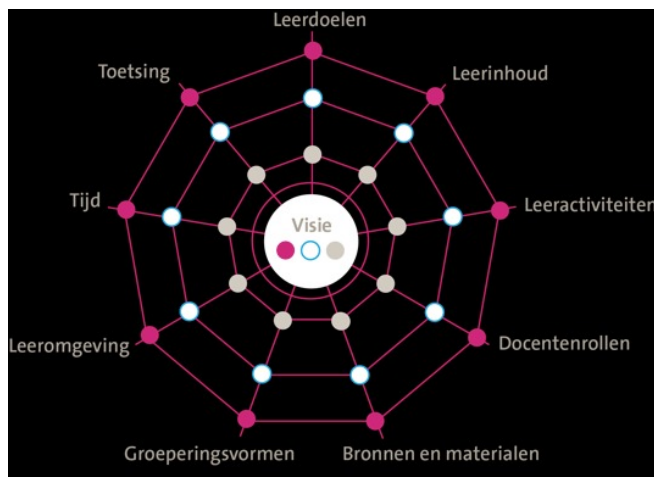 Leerdoelen
Toetsing
Leerinhoud
Tijd
Visie
Leeractiviteiten
Leeromgeving
Docentenrollen
Groeperingsvormen
Bronnen en materialen